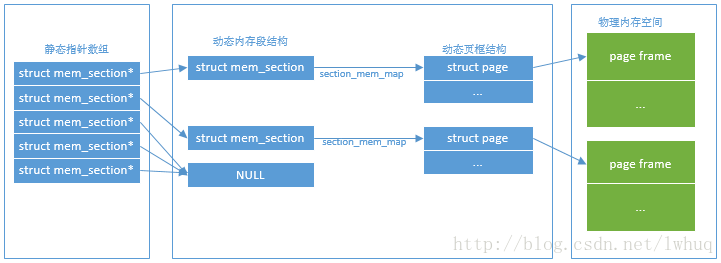 静态指针数组
struct mem_section*
struct mem_section*
struct mem_section*
struct mem_section*
struct mem_section*
动态内存段结构
struct mem_section
section_mem_map
struct mem_section
section_mem_map
NULL
动态页框结构
struct page
...
struct page
...
物理内存空间
page frame
...
page frame
...
http://blog.csdn.net/lwhuq